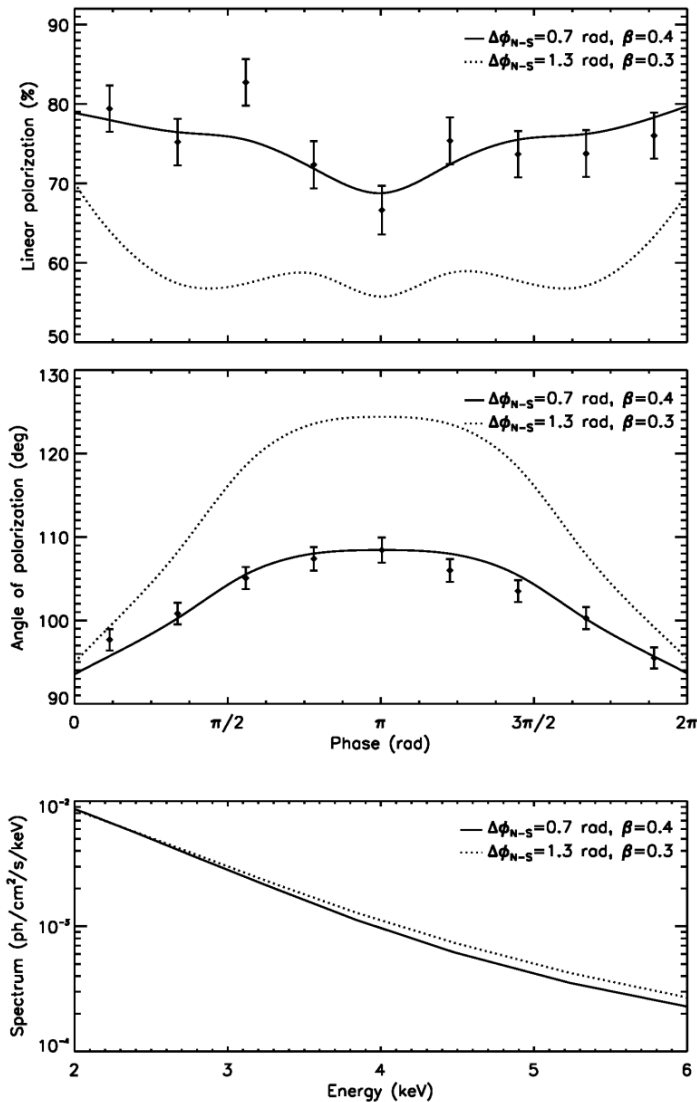 90
80
70
60
50
Linear polarization (%)
Δϕ_N−S=0.7 rad, β=0.4
Δϕ_N−S=1.3 rad, β=0.3
130
120
110
100
90
Angle of polarization (deg)
Δϕ_N−S=0.7 rad, β=0.4
Δϕ_N−S=1.3 rad, β=0.3
0 π/2 π 3π/2 2π
Phase (rad)
10⁻²
10⁻³
10⁻⁴
Spectrum (ph/cm²/s/keV)
Δϕ_N−S=0.7 rad, β=0.4
Δϕ_N−S=1.3 rad, β=0.3
2 3 4 5 6
Energy (keV)